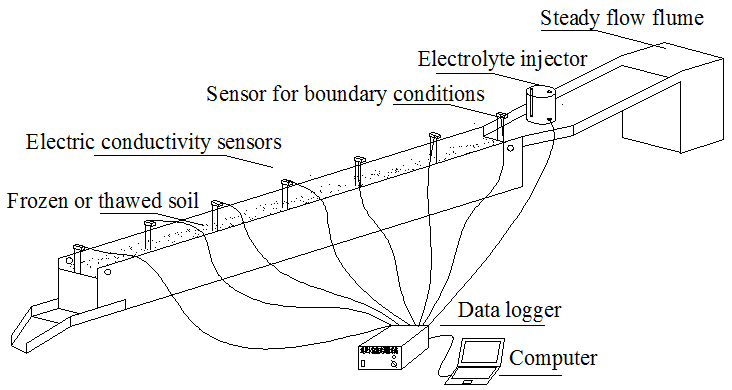 Steady flow flume
Electrolyte injector
Sensor for boundary conditions
Electric conductivity sensors
Frozen or thawed soil
Data logger
Computer